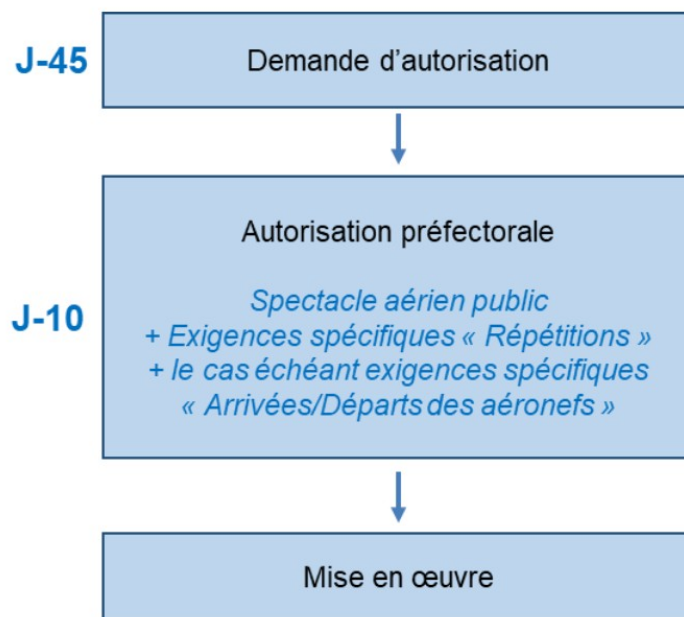 J-45
Demande d’autorisation
Autorisation préfectorale
J-10
Spectacle aérien public
+ Exigences spécifiques « Répétitions »
+ le cas échéant exigences spécifiques
« Arrivées/Départs des aéronefs »
Mise en œuvre